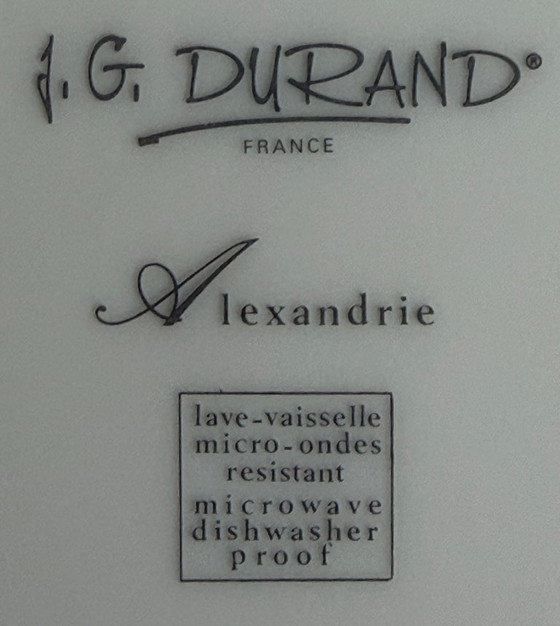 J.G. DURAND®
FRANCE
Alexandrie
lave-vaisselle
micro-ondes
resistant
microwave
dishwasher
proof